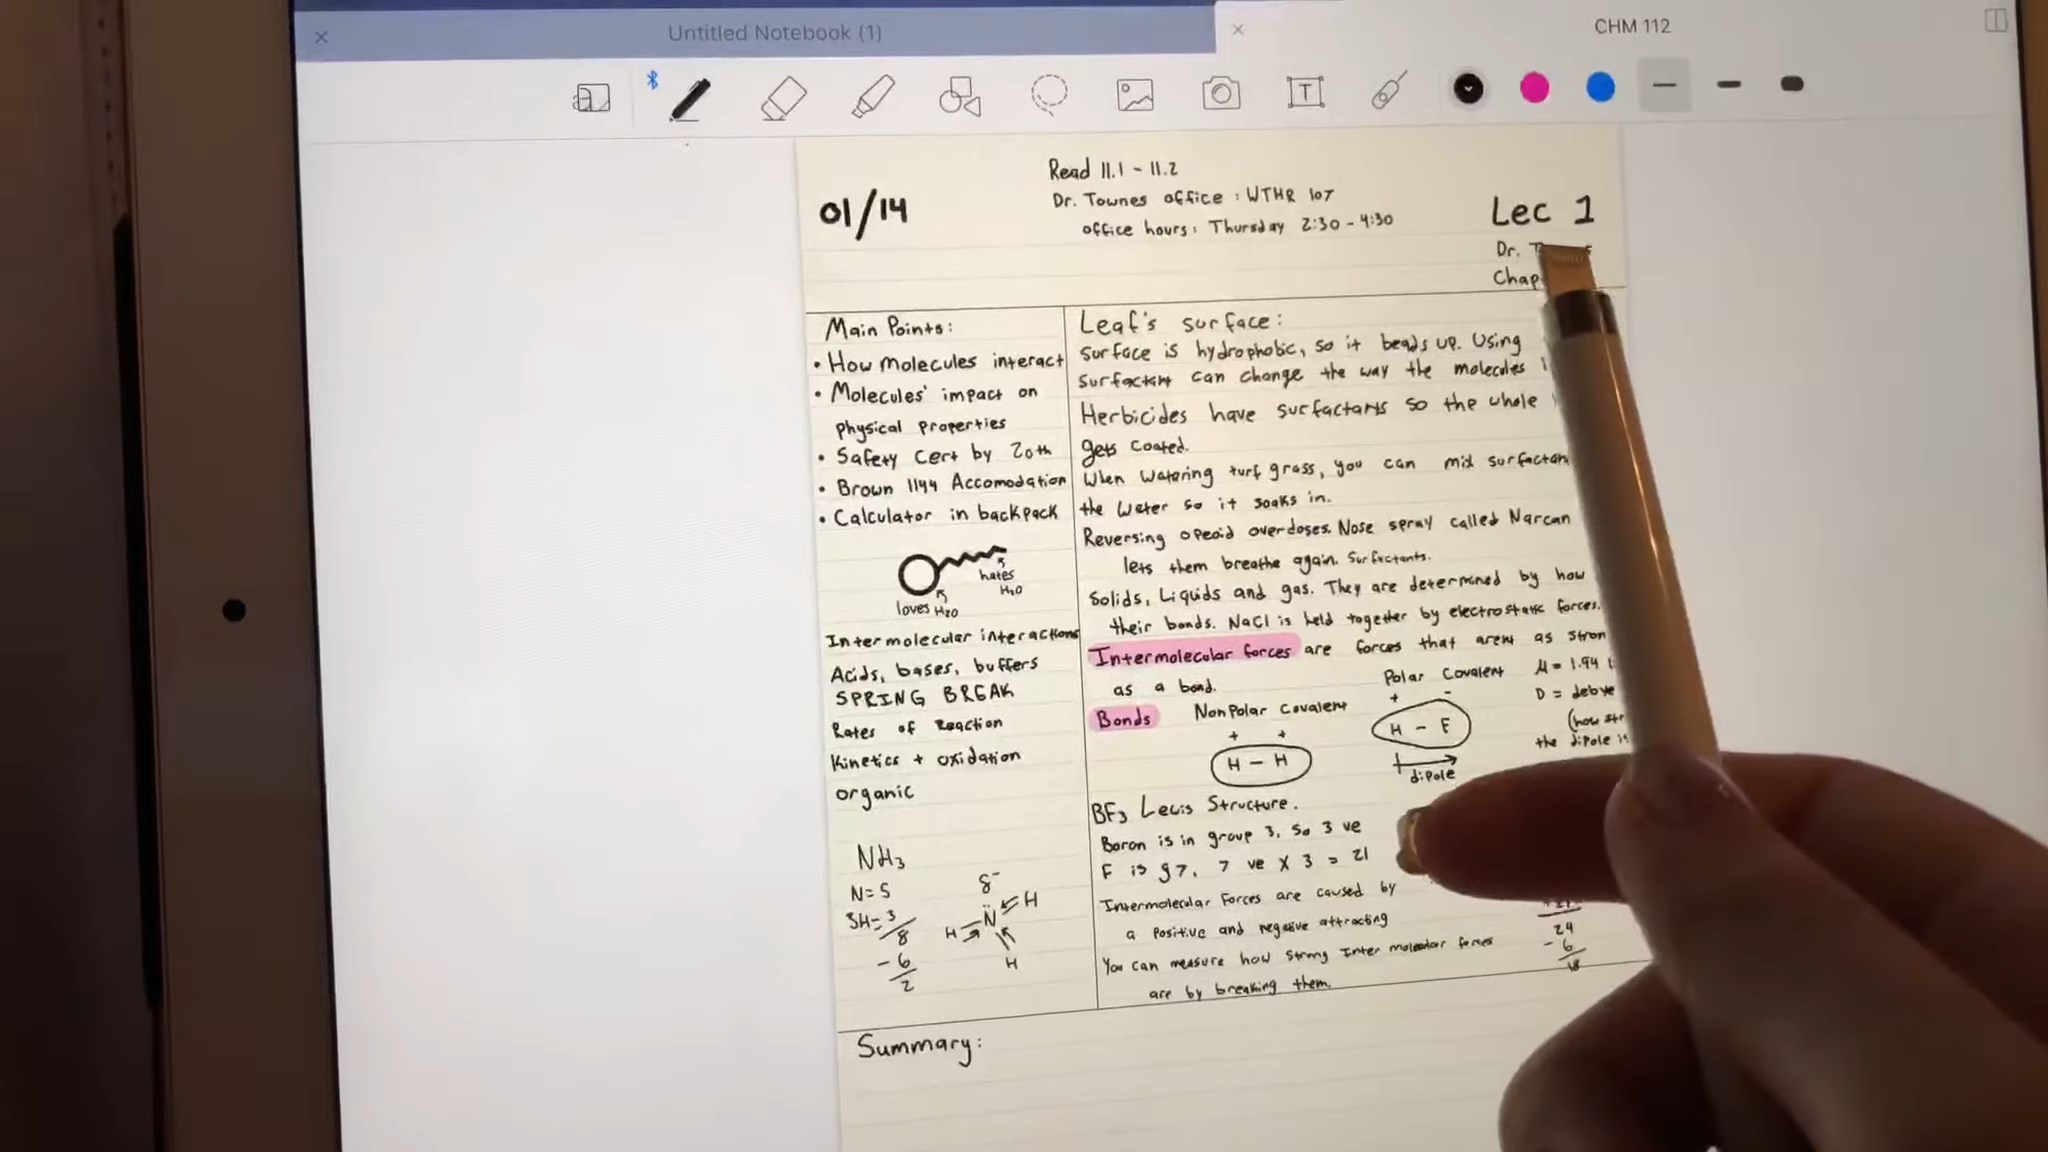 Untitled Notebook (1)
CHM 112
T
Read 11.1 - 11.2
01/14
Dr. Townes office : WTHR 107
office hours: Thursday 2:30 - 4:30
Lec 1
Dr.
Chap
Main Points:
• How molecules interact
• Molecules' impact on
physical properties
• Safety Cert by 20th
• Brown 1144 Accomodation
• Calculator in backpack
hates
H2O
loves H2O
Intermolecular interactions
Acids, bases, buffers
SPRING BREAK
Rates of Reaction
Kinetics + oxidation
organic
NH3
N=5
3H=3
8
- 6
2
δ-
H
N
H
H
Leaf's surface:
Surface is hydrophobic, so it beads up. Using
surfactant can change the way the molecules
Herbicides have surfactants so the whole
gets coated.
When watering turf grass, you can mix surfactan
the water so it soaks in.
Reversing opeoid overdoses. Nose spray called Narcan
lets them breathe again. Surfactants.
Solids, Liquids and gas. They are determined by how
their bonds. NaCl is held together by electrostatic forces.
Intermolecular forces are forces that arent as stron
as a bond.
Bonds
NonPolar Covalent
+ +
H - H
Polar Covalent
+ -
H - F
dipole
M = 1.94
D = debye
(how str
the dipole is
BF3 Lewis Structure.
Boron is in group 3, so 3 ve
F is g7, 7 ve x 3 = 21
24
- 6
18
Intermolecular Forces are caused by
a positive and negative attracting
You can measure how strong Inter molecular forces
are by breaking them.
Summary: